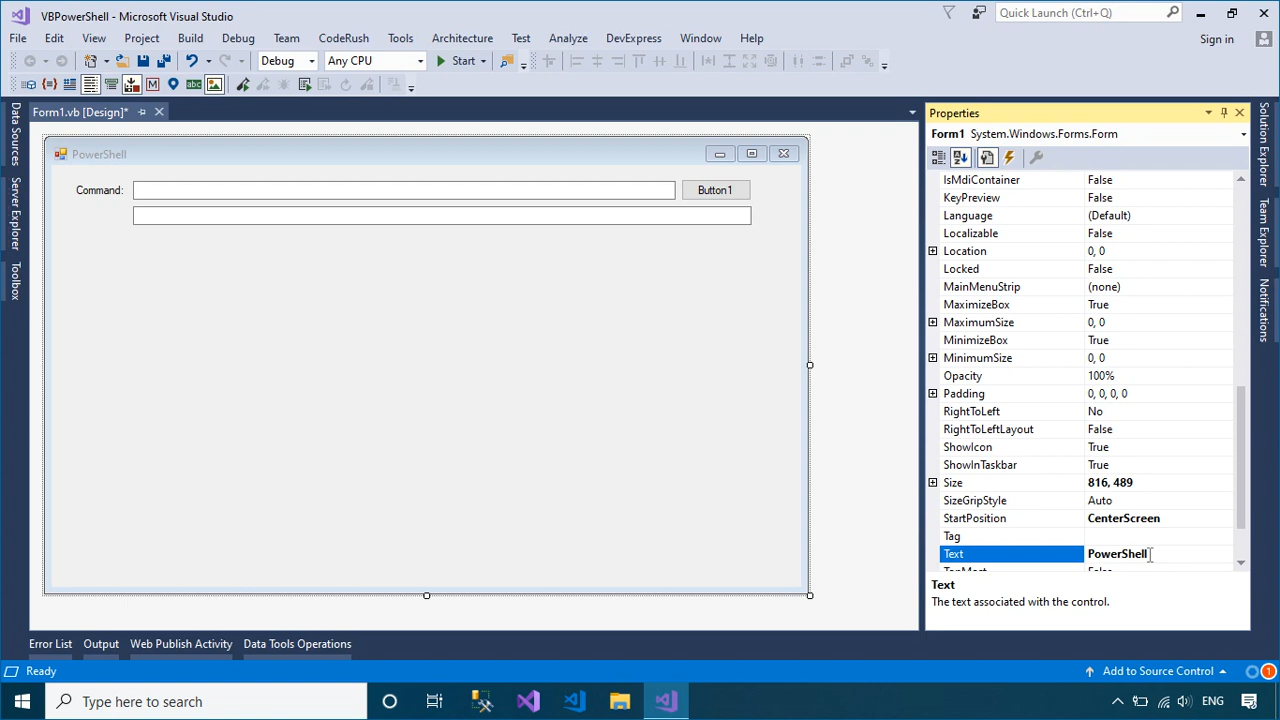 VBPowerShell - Microsoft Visual Studio
Quick Launch (Ctrl+Q)
File Edit View Project Build Debug Team CodeRush Tools Architecture Test Analyze DevExpress Window Help
Sign in
Debug Any CPU Start
abc
Form1.vb [Design]*
Properties
Data Sources
Server Explorer
Toolbox
PowerShell
Command:
Button1
Form1 System.Windows.Forms.Form
IsMdiContainer False
KeyPreview False
Language (Default)
Localizable False
Location 0, 0
Locked False
MainMenuStrip (none)
MaximizeBox True
MaximumSize 0, 0
MinimizeBox True
MinimumSize 0, 0
Opacity 100%
Padding 0, 0, 0, 0
RightToLeft No
RightToLeftLayout False
ShowIcon True
ShowInTaskbar True
Size 816, 489
SizeGripStyle Auto
StartPosition CenterScreen
Tag
Text PowerShell
TopMost False
Text
The text associated with the control.
Solution Explorer
Team Explorer
Notifications
Error List Output Web Publish Activity Data Tools Operations
Ready
Add to Source Control
1
Type here to search
ENG